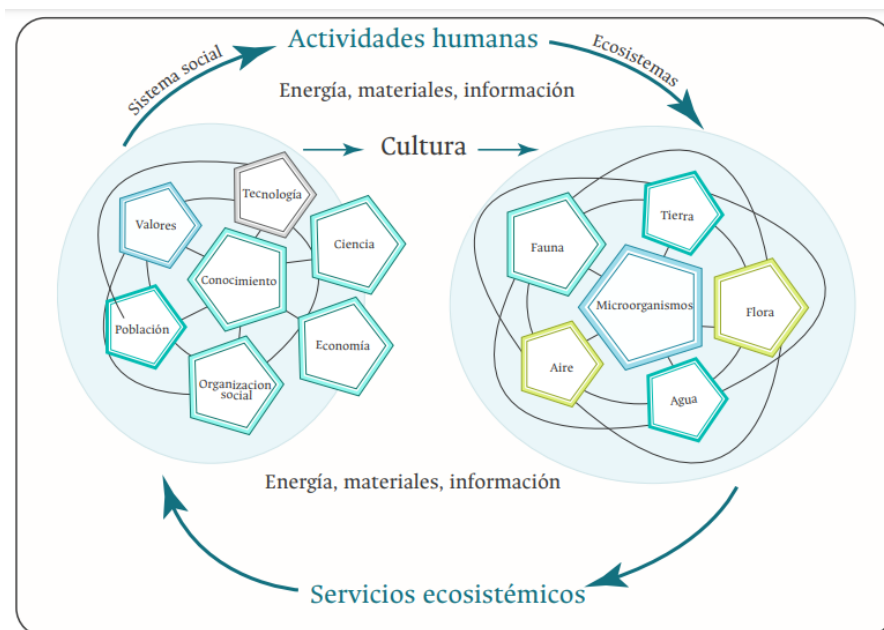 Actividades humanas
Sistema social
Ecosistemas
Energía, materiales, información
Cultura
Tecnología
Valores
Ciencia
Conocimiento
Población
Economía
Organizacion
social
Tierra
Fauna
Microorganismos
Flora
Aire
Agua
Energía, materiales, información
Servicios ecosistémicos